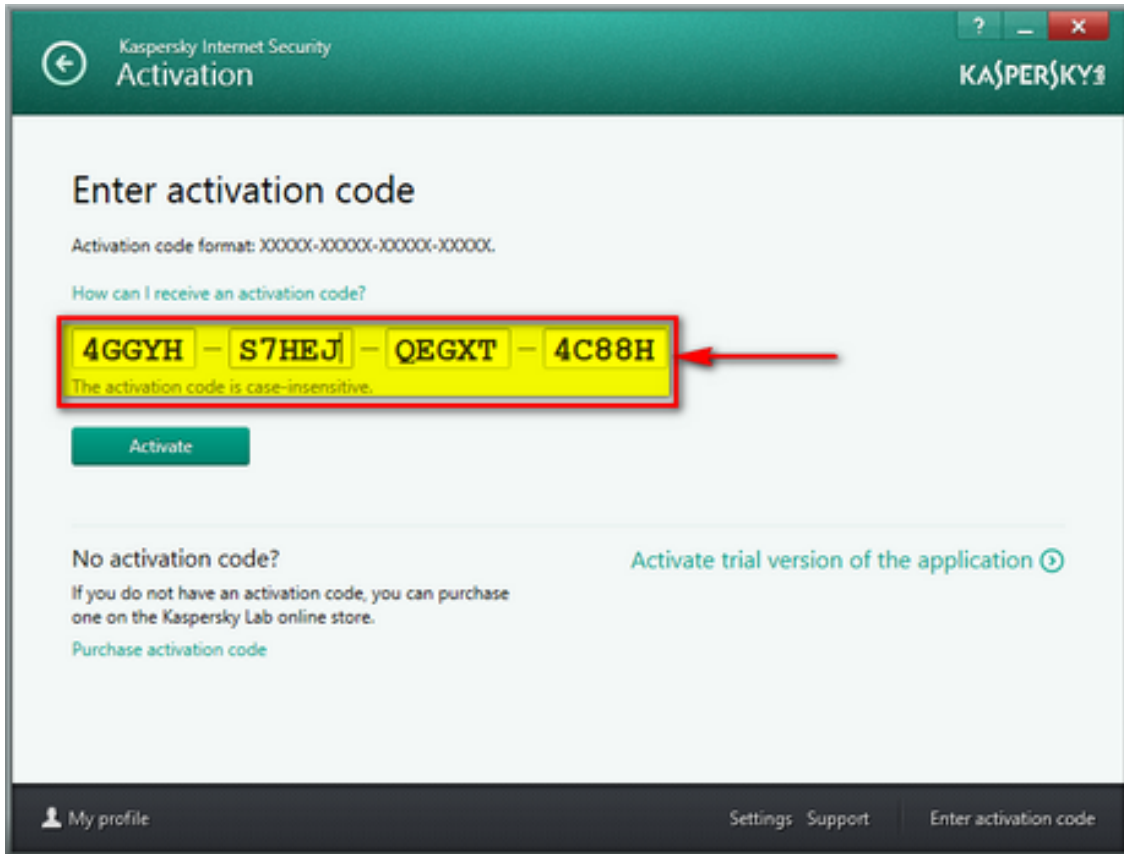 Kaspersky Internet Security
Activation
? _ x
KASPERSKY LAB
Enter activation code
Activation code format: XXXXX-XXXXX-XXXXX-XXXXX.
How can I receive an activation code?
4GGYH - S7HEJ - QEGXT - 4C88H
The activation code is case-insensitive.
Activate
No activation code?
Activate trial version of the application
If you do not have an activation code, you can purchase
one on the Kaspersky Lab online store.
Purchase activation code
My profile
Settings Support Enter activation code